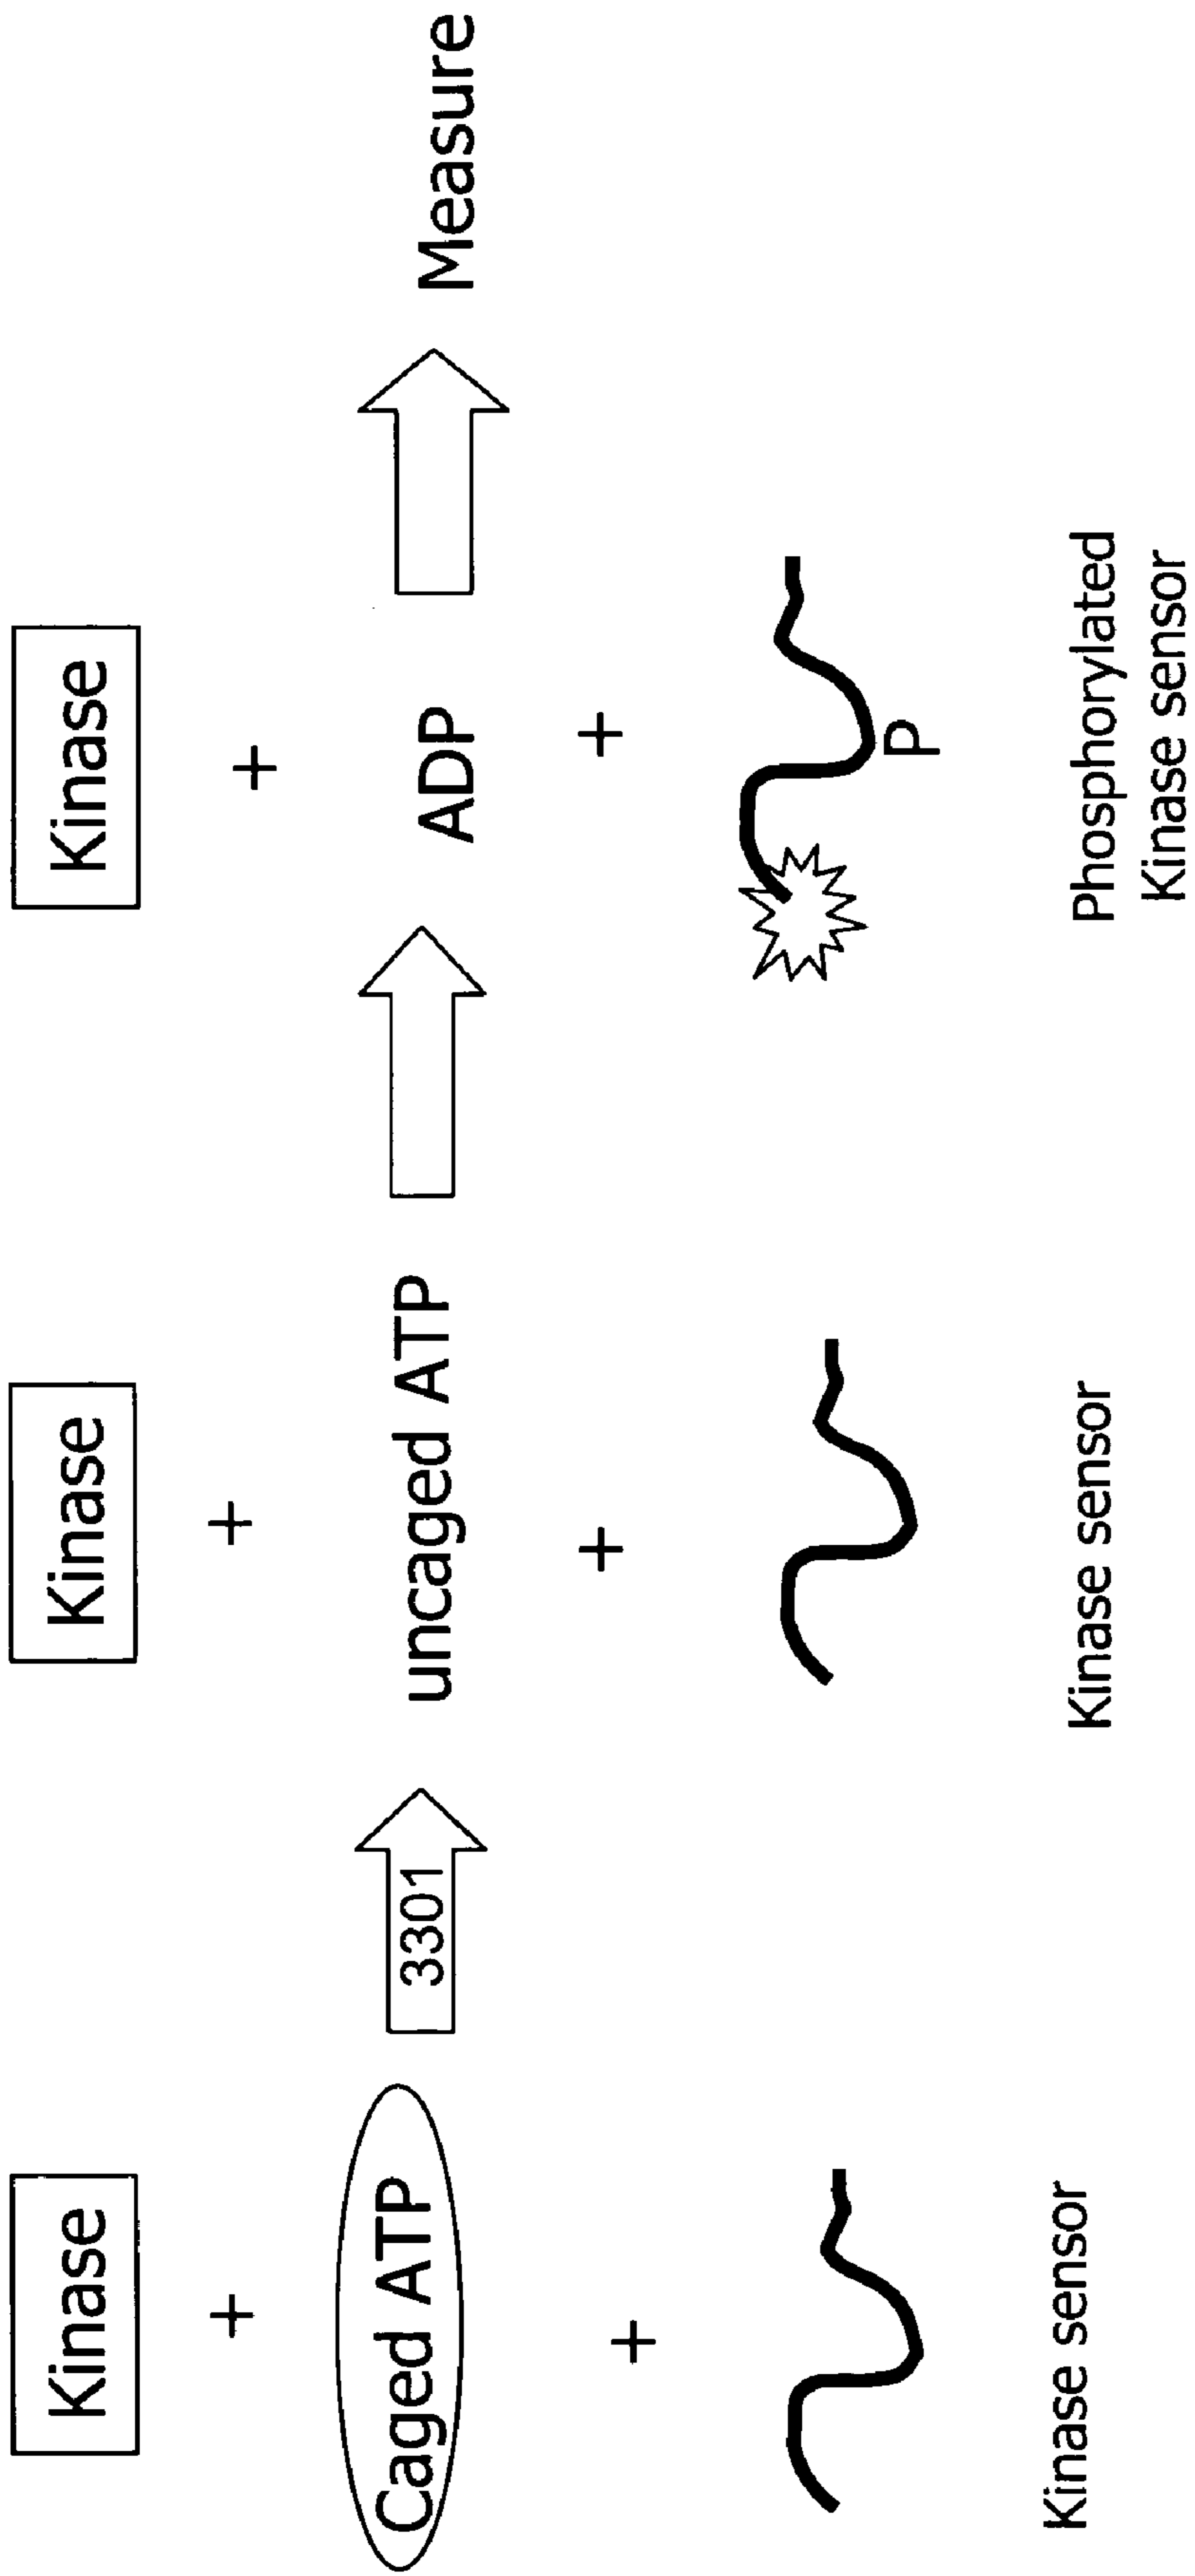 Kinase
+
Caged ATP
+
Kinase sensor
3301
Kinase
+
uncaged ATP
+
Kinase sensor
Kinase
+
ADP
+
P
Phosphorylated
Kinase sensor
Measure